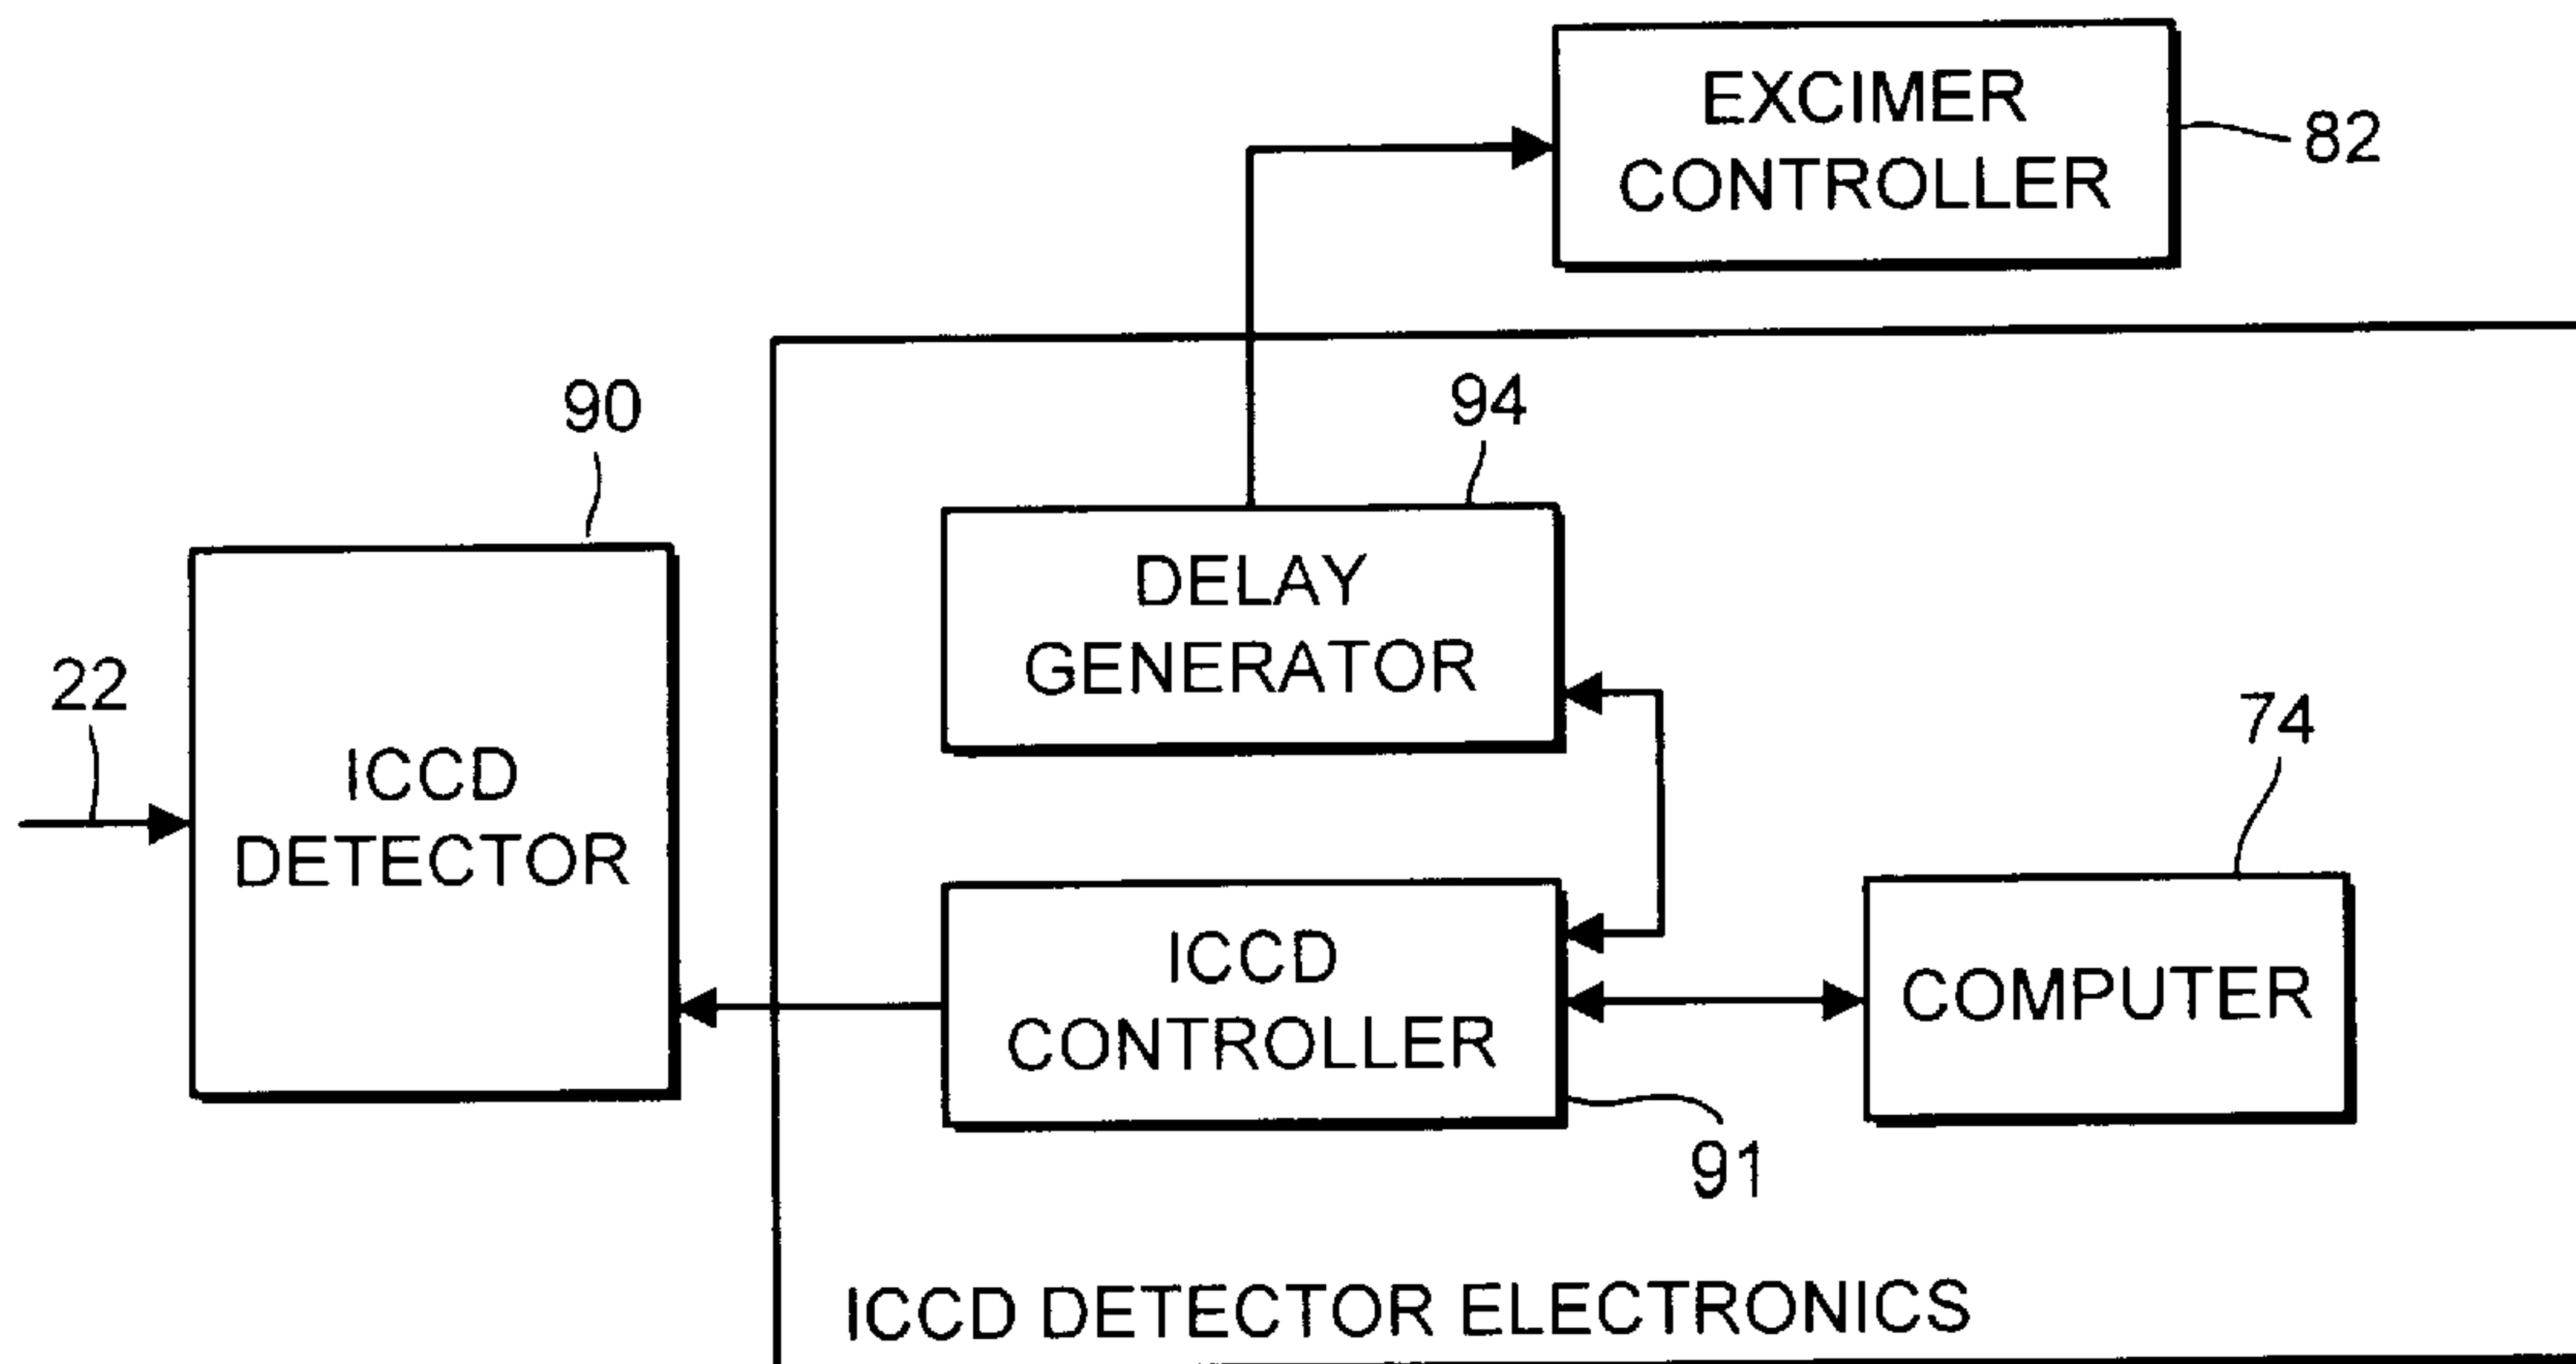 EXCIMER
CONTROLLER
82
90
94
DELAY
GENERATOR
22
ICCD
DETECTOR
74
ICCD
CONTROLLER
COMPUTER
91
ICCD DETECTOR ELECTRONICS